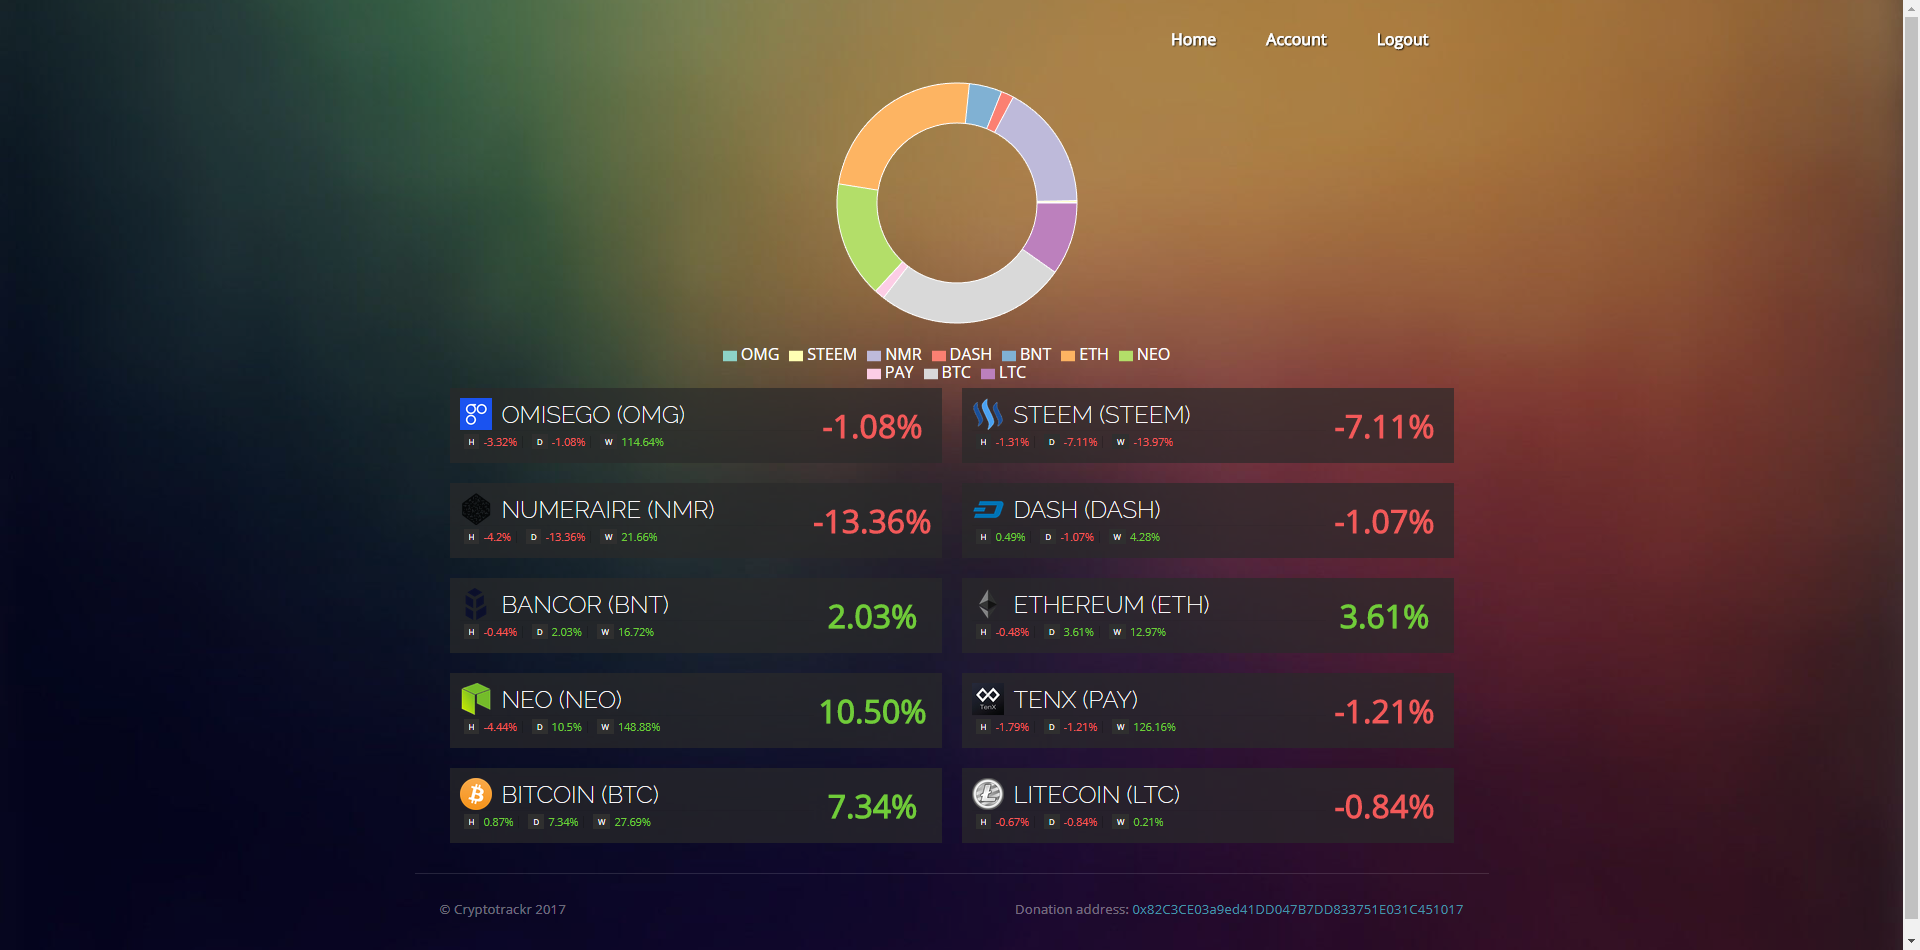 Home Account Logout
OMG STEEM NMR DASH BNT ETH NEO
PAY BTC LTC
OMISEGO (OMG)
-1.08%
H -3.32% D -1.08% W 114.64%
STEEM (STEEM)
-7.11%
H -1.31% D -7.11% W -13.97%
NUMERAIRE (NMR)
-13.36%
H -4.2% D -13.36% W 21.66%
DASH (DASH)
-1.07%
H 0.49% D -1.07% W 4.28%
BANCOR (BNT)
2.03%
H -0.44% D 2.03% W 16.72%
ETHEREUM (ETH)
3.61%
H -0.48% D 3.61% W 12.97%
NEO (NEO)
10.50%
H -4.44% D 10.5% W 148.88%
TenX
TENX (PAY)
-1.21%
H -1.79% D -1.21% W 126.16%
BITCOIN (BTC)
7.34%
H 0.87% D 7.34% W 27.69%
LITECOIN (LTC)
-0.84%
H -0.67% D -0.84% W 0.21%
© Cryptotrackr 2017
Donation address: 0x82C3CE03a9ed41DD047B7DD833751E031C451017